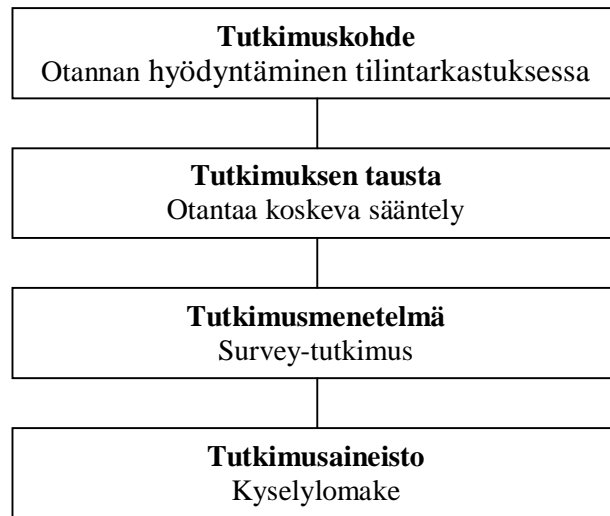 Tutkimuskohde
Otannan hyödyntäminen tilintarkastuksessa
Tutkimuksen tausta
Otantaa koskeva sääntely
Tutkimusmenetelmä
Survey-tutkimus
Tutkimusaineisto
Kyselylomake